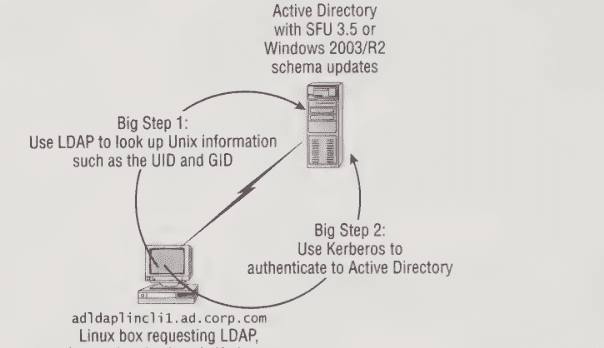 Active Directory
with SFU 3.5 or
Windows 2003/R2
schema updates
Big Step 1:
Use LDAP to look up Unix information
such as the UID and GID
Big Step 2:
Use Kerberos to
authenticate to Active Directory
adldaplincli1.ad.corp.com
Linux box requesting LDAP,